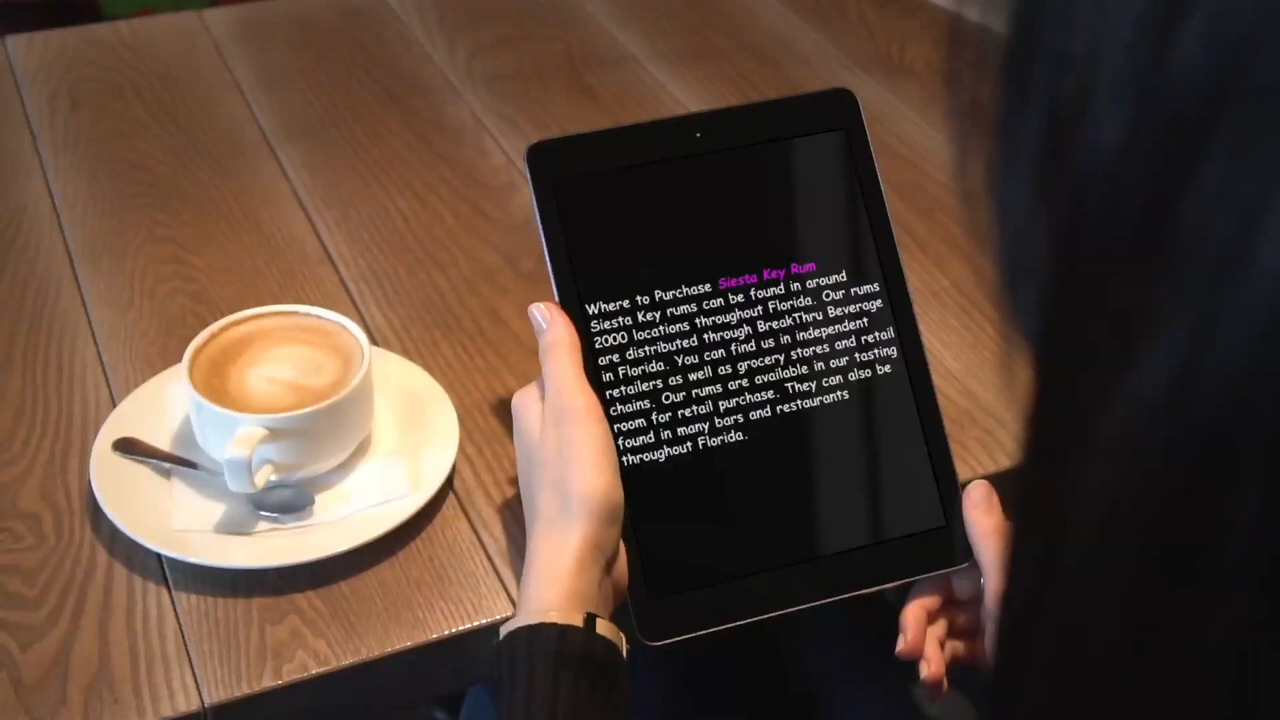 Where to Purchase Siesta Key Rum
Siesta Key rums can be found in around
2000 locations throughout Florida. Our rums
are distributed through BreakThru Beverage
in Florida. You can find us in independent
retailers as well as grocery stores and retail
chains. Our rums are available in our tasting
room for retail purchase. They can also be
found in many bars and restaurants
throughout Florida.